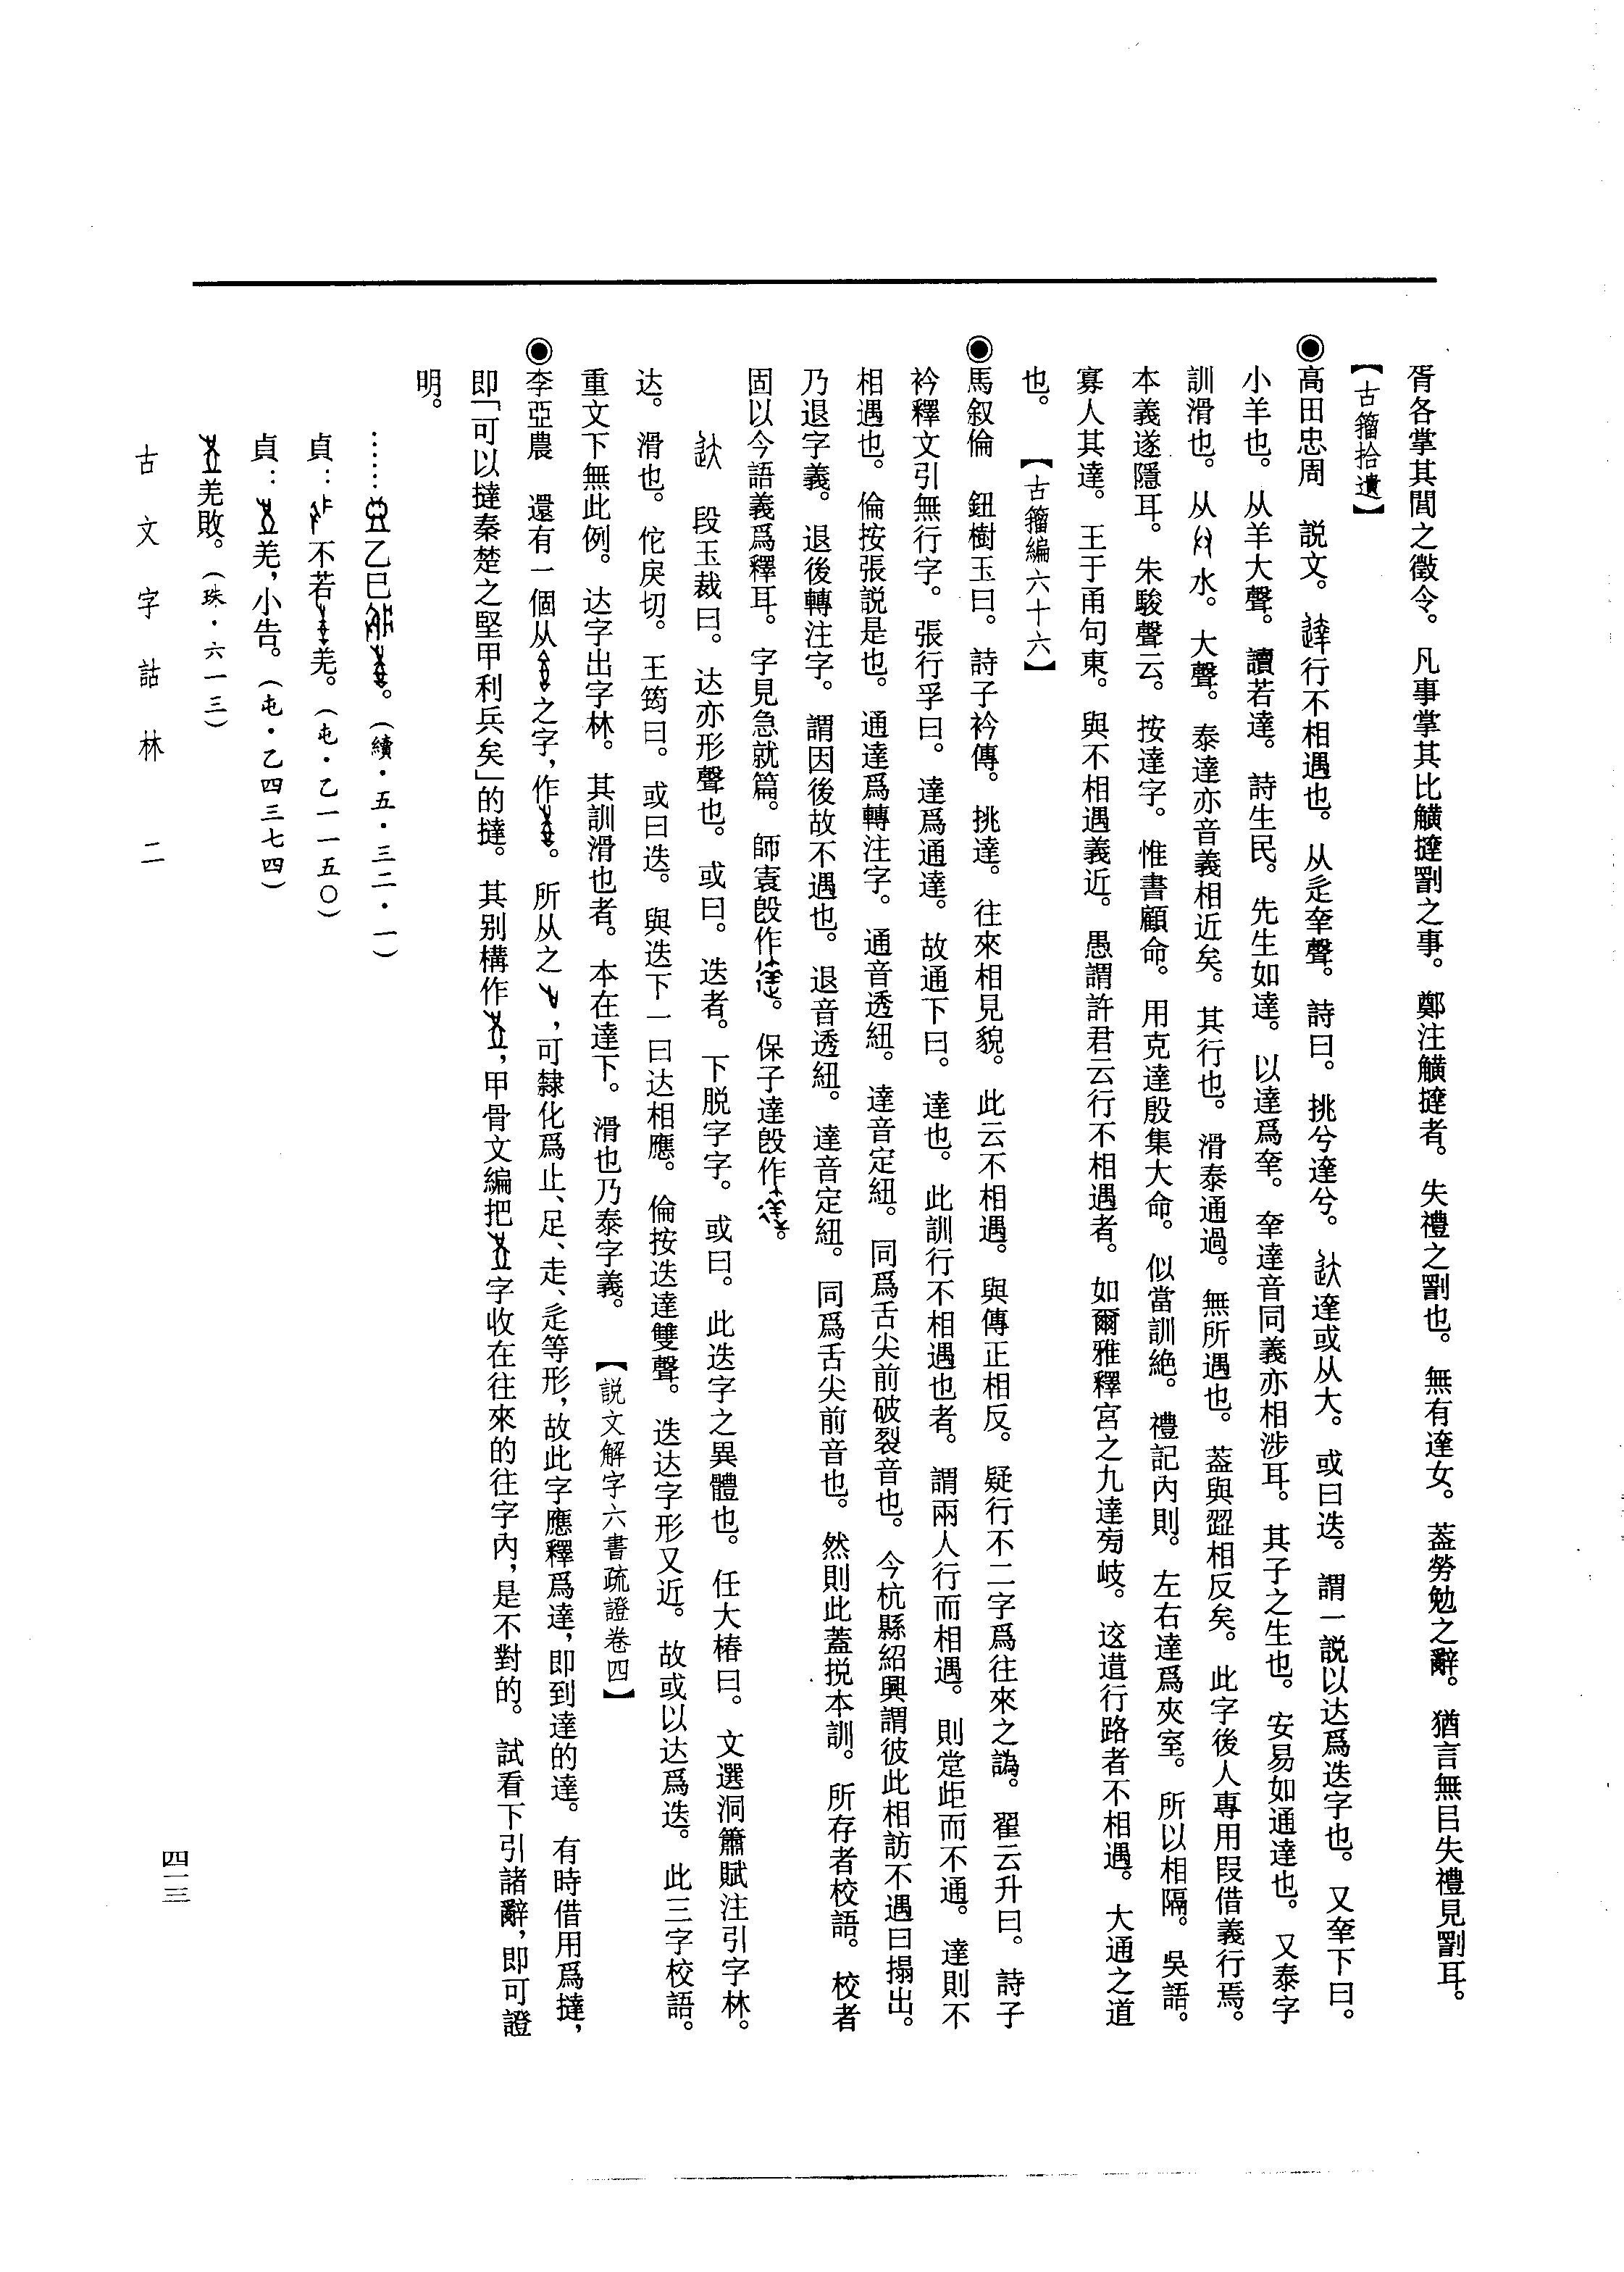 胥各掌其閭之徵令。凡事掌其比觵撻罰之事。鄭注觵撻者。失禮之罰也。無有達女。葢勞勉之辭。猶言無㠯失禮見罰耳。
【古籀拾遺】
◉高田忠周　説文。行不相遇也。从辵羍聲。詩曰。挑兮達兮。達或从大。或曰迭。謂一説以达爲迭字也。又羍下曰。
小羊也。从羊大聲。讀若達。詩生民。先生如達。以達爲羍。羍達音同義亦相涉耳。其子之生也。安易如通達也。又泰字
訓滑也。从水。大聲。泰達亦音義相近矣。其行也。滑泰通過。無所遇也。葢與歰相反矣。此字後人專用叚借義行焉。
本義遂隱耳。朱駿聲云。按達字。惟書顧命。用克達殷集大命。似當訓絶。禮記内則。左右達爲夾室。所以相隔。吳語。
寡人其達。王于甬句東。與不相遇義近。愚謂許君云行不相遇者。如爾雅釋宫之九達旁岐。这道行路者不相遇。大通之道
也。【古籀編六十六】
◉馬叙倫　鈕樹玉曰。詩子衿傳。挑達。往來相見貌。此云不相遇。與傳正相反。疑行不二字爲往來之譌。翟云升曰。詩子
衿釋文引無行字。張行孚曰。達爲通達。故通下曰。達也。此訓行不相遇也者。謂兩人行而相遇。則堂歫而不通。達則不
相遇也。倫按張説是也。通達爲轉注字。通音透紐。達音定紐。同爲舌尖前破裂音也。今杭縣紹興謂彼此相訪不遇曰搨出。
乃退字義。退後轉注字。謂因後故不遇也。退音透紐。達音定紐。同爲舌尖前音也。然則此蓋挩本訓。所存者校語。校者
固以今語義爲釋耳。字見急就篇。師㝨𣪘作。保子達𣪘作。
段玉裁曰。达亦形聲也。或曰。迭者。下脱字字。或曰。此迭字之異體也。任大椿曰。文選洞簫賦注引字林。
达。滑也。佗戾切。王筠曰。或曰迭。與迭下一曰达相應。倫按迭達雙聲。迭达字形又近。故或以达爲迭。此三字校語。
重文下無此例。达字出字林。其訓滑也者。本在達下。滑也乃泰字義。【説文解字六書疏證卷四】
◉李亞農　還有一個从之字，作。所从之，可隸化爲止、足、走、辵等形，故此字應釋爲達，即到達的達。有時借用爲撻，
即「可以撻秦楚之堅甲利兵矣」的撻。其别構作，甲骨文編把字收在往來的往字内，是不對的。試看下引諸辭，即可證
明。
……乙巳。（續·五·三二·一）
貞：不若羌。（乇·乙一一五〇）
貞：羌，小告。（乇·乙四三七四）
羌敗。（珠·六一三）
古文字詁林　二
四一三